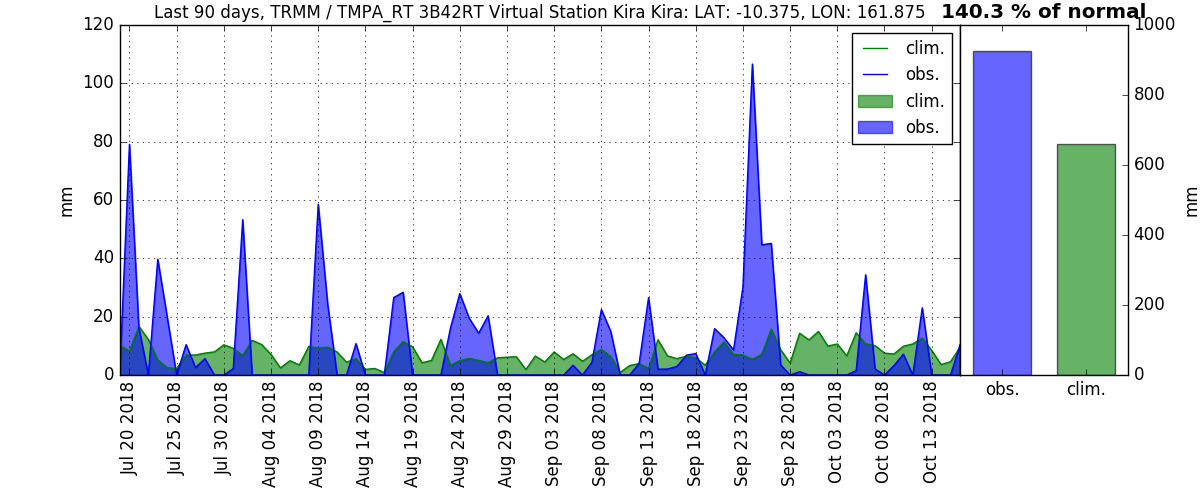 Last 90 days, TRMM / TMPA_RT 3B42RT Virtual Station Kira Kira: LAT: -10.375, LON: 161.875 140.3 % of normal
120
100
80
60
40
20
0
mm
clim.
obs.
clim.
obs.
1000
800
600
400
200
0
mm
Jul 20 2018
Jul 25 2018
Jul 30 2018
Aug 04 2018
Aug 09 2018
Aug 14 2018
Aug 19 2018
Aug 24 2018
Aug 29 2018
Sep 03 2018
Sep 08 2018
Sep 13 2018
Sep 18 2018
Sep 23 2018
Sep 28 2018
Oct 03 2018
Oct 08 2018
Oct 13 2018
obs. clim.